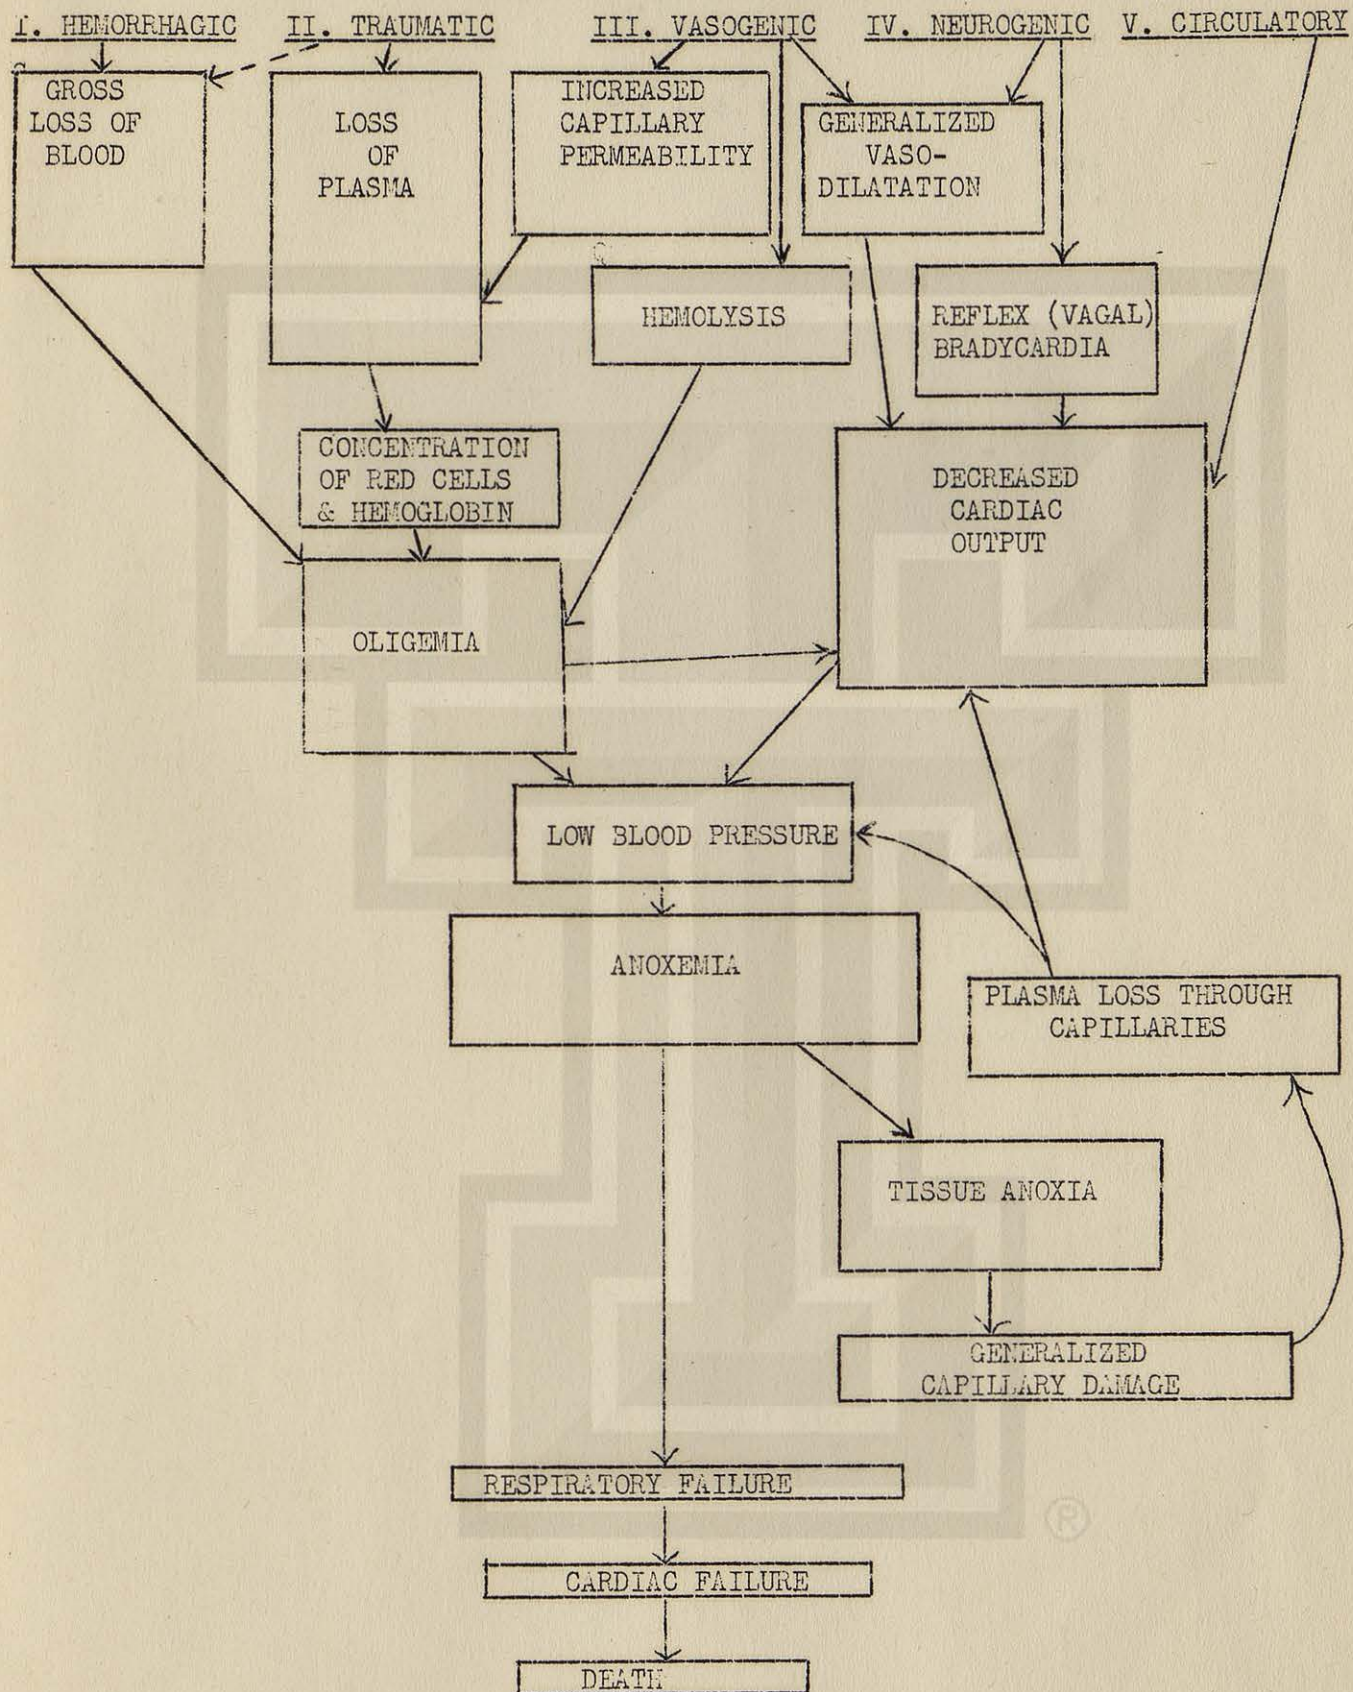 I. HEMORRHAGIC II. TRAUMATIC III. VASOGENIC IV. NEUROGENIC V. CIRCULATORY
GROSS
LOSS OF
BLOOD
LOSS
OF
PLASMA
INCREASED
CAPILLARY
PERMEABILITY
GENERALIZED
VASO-
DILATATION
HEMOLYSIS
REFLEX (VAGAL)
BRADYCARDIA
CONCENTRATION
OF RED CELLS
& HEMOGLOBIN
DECREASED
CARDIAC
OUTPUT
OLIGEMIA
LOW BLOOD PRESSURE
ANOXEMIA
PLASMA LOSS THROUGH
CAPILLARIES
TISSUE ANOXIA
GENERALIZED
CAPILLARY DAMAGE
RESPIRATORY FAILURE
®
CARDIAC FAILURE
DEATH